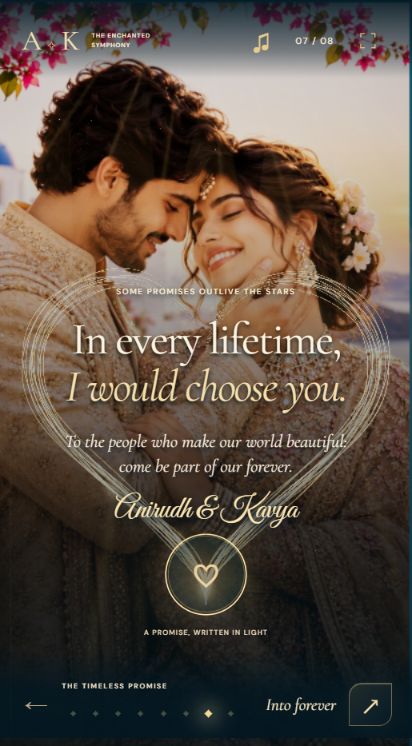 A K
THE ENCHANTED
SYMPHONY
07 / 08
SOME PROMISES OUTLIVE THE STARS
In every lifetime,
I would choose you.
To the people who make our world beautiful:
come be part of our forever.
Anirudh & Kavya
A PROMISE, WRITTEN IN LIGHT
THE TIMELESS PROMISE
Into forever